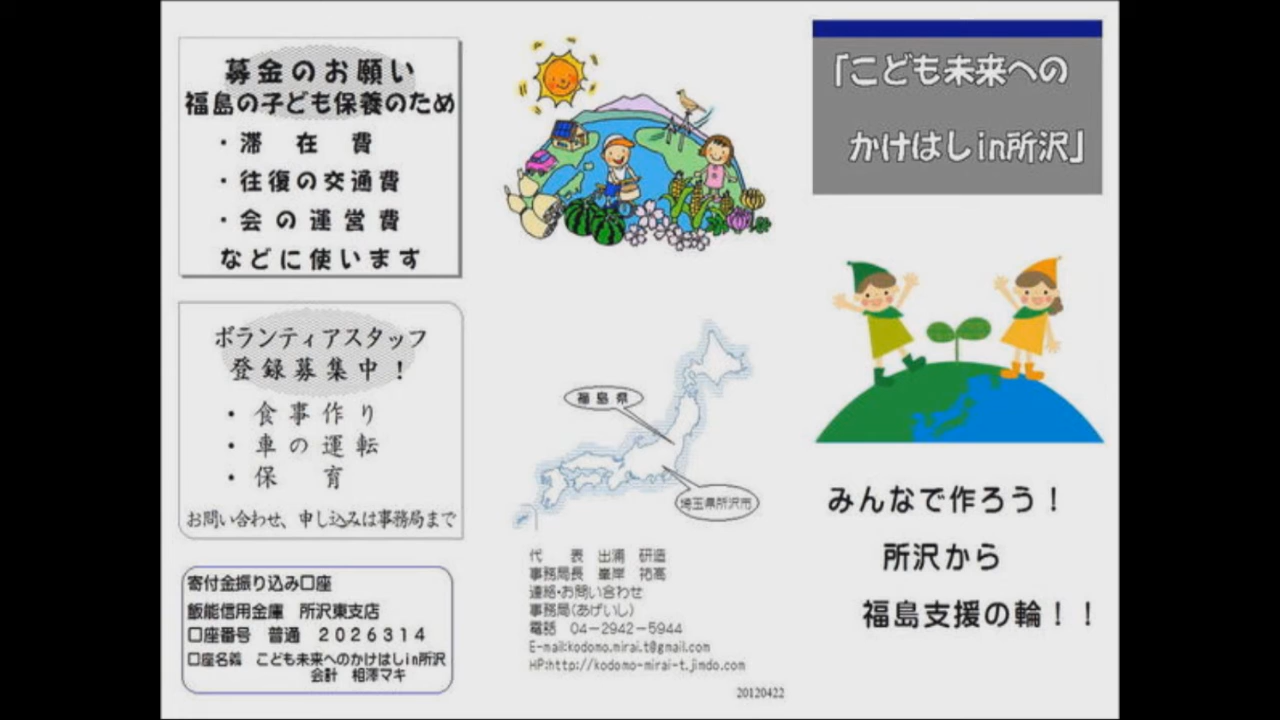 募金のお願い
福島の子ども保養のため
・滞 在 費
・往復の交通費
・会の運営費
などに使います
ボランティアスタッフ
登録募集中！
・食事作り
・車の運転
・保 育
お問い合わせ、申し込みは事務局まで
寄付金振り込み口座
飯能信用金庫 所沢東支店
口座番号 普通 ２０２６３１４
口座名義 こども未来へのかけはしin所沢
会計 相澤マキ
福島県
埼玉県所沢市
代 表 出浦 研造
事務局長 峯岸 祐高
連絡・お問い合わせ
事務局(あげいし)
電話 04－2942－5944
E-mail:kodomo.mirai.t@gmail.com
HP:http://kodomo-mirai-t.jimdo.com
20120422
「こども未来への
かけはしin所沢」
みんなで作ろう！
所沢から
福島支援の輪！！